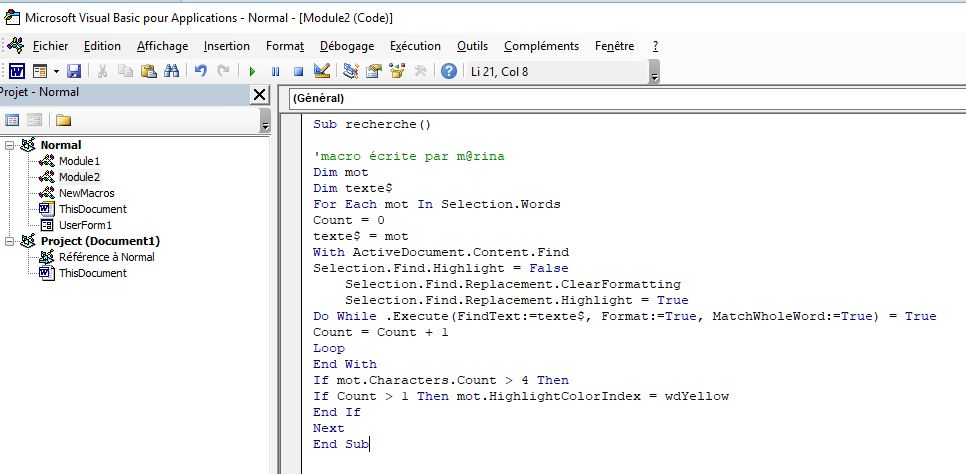 Microsoft Visual Basic pour Applications - Normal - [Module2 (Code)]
Fichier Edition Affichage Insertion Format Débogage Exécution Outils Compléments Fenêtre ?
Li 21, Col 8
Projet - Normal
Normal
Module1
Module2
NewMacros
ThisDocument
UserForm1
Project (Document1)
Référence à Normal
ThisDocument
(Général)
Sub recherche()
'macro écrite par m@rina
Dim mot
Dim texte$
For Each mot In Selection.Words
Count = 0
texte$ = mot
With ActiveDocument.Content.Find
Selection.Find.Highlight = False
    Selection.Find.Replacement.ClearFormatting
    Selection.Find.Replacement.Highlight = True
Do While .Execute(FindText:=texte$, Format:=True, MatchWholeWord:=True) = True
Count = Count + 1
Loop
End With
If mot.Characters.Count > 4 Then
If Count > 1 Then mot.HighlightColorIndex = wdYellow
End If
Next
End Sub